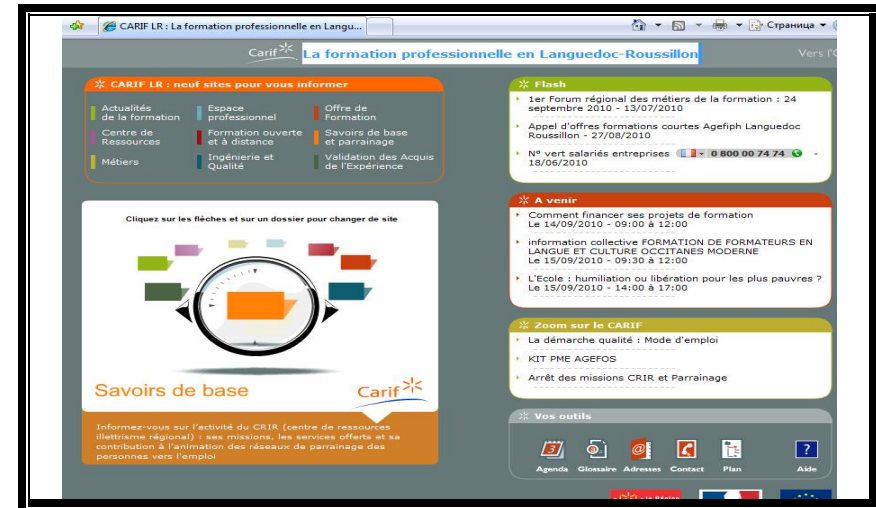 CARIF LR : La formation professionnelle en Langu...
Страница
Carif
La formation professionnelle en Languedoc-Roussillon
Vers l'
CARIF LR : neuf sites pour vous informer
Actualités
de la formation
Espace
professionnel
Offre de
Formation
Centre de
Ressources
Formation ouverte
et à distance
Savoirs de base
et parrainage
Métiers
Ingénierie et
Qualité
Validation des Acquis
de l'Expérience
Cliquez sur les flèches et sur un dossier pour changer de site
Savoirs de base
Carif
Informez-vous sur l'activité du CRIR (centre de ressources
illettrisme régional) : ses missions, les services offerts et sa
contribution à l'animation des réseaux de parrainage des
personnes vers l'emploi
Flash
1er Forum régional des métiers de la formation : 24
septembre 2010 - 13/07/2010
Appel d'offres formations courtes Agefiph Languedoc
Roussillon - 27/08/2010
N° vert salariés entreprises 0 800 00 74 74 -
18/06/2010
A venir
Comment financer ses projets de formation
Le 14/09/2010 - 09:00 à 12:00
information collective FORMATION DE FORMATEURS EN
LANGUE ET CULTURE OCCITANES MODERNE
Le 15/09/2010 - 09:30 à 12:00
L'Ecole : humiliation ou libération pour les plus pauvres ?
Le 15/09/2010 - 14:00 à 17:00
Zoom sur le CARIF
La démarche qualité : Mode d'emploi
KIT PME AGEFOS
Arrêt des missions CRIR et Parrainage
Vos outils
Agenda Glossaire Adresses Contact Plan Aide